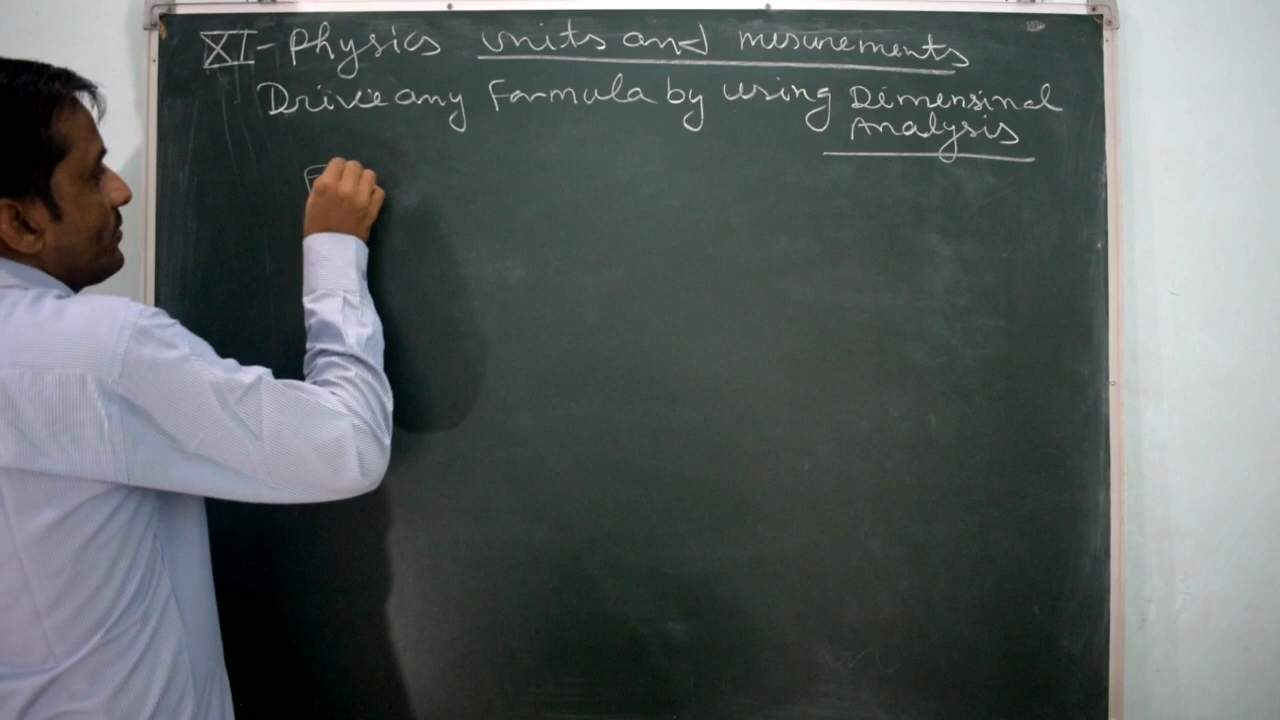 XI - Physics units and mesurements
Drive any Formula by using Dimensinal
Analysis